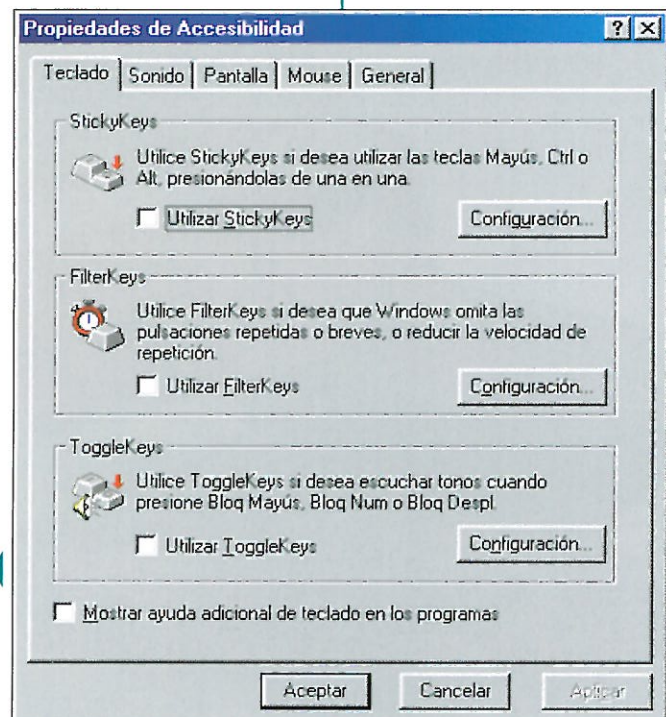 Propiedades de Accesibilidad
Teclado Sonido Pantalla Mouse General
StickyKeys
Utilice StickyKeys si desea utilizar las teclas Mayús, Ctrl o
Alt, presionándolas de una en una.
Utilizar StickyKeys Configuración...
FilterKeys
Utilice FilterKeys si desea que Windows omita las
pulsaciones repetidas o breves, o reducir la velocidad de
repetición.
Utilizar FilterKeys Configuración...
ToggleKeys
Utilice ToggleKeys si desea escuchar tonos cuando
presione Bloq Mayús, Bloq Num o Bloq Despl.
Utilizar ToggleKeys Configuración...
Mostrar ayuda adicional de teclado en los programas
Aceptar Cancelar Aplicar